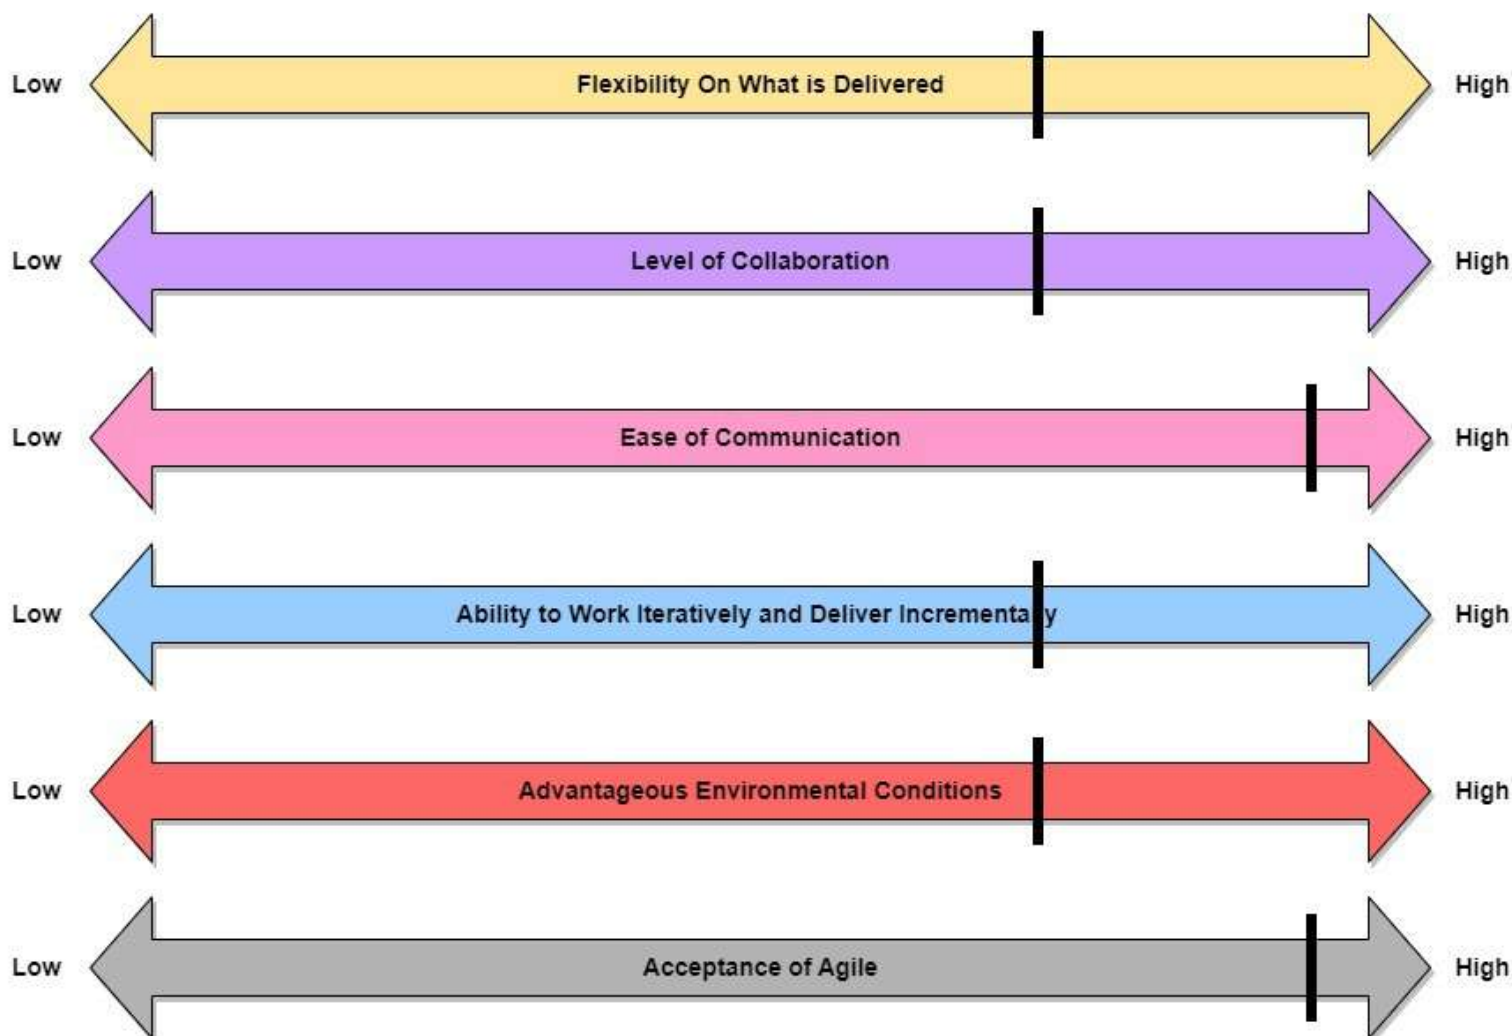 Low Flexibility On What is Delivered High
Low Level of Collaboration High
Low Ease of Communication High
Low Ability to Work Iteratively and Deliver High
Low Advantageous Environmental Conditions High
Low Acceptance of Agile High